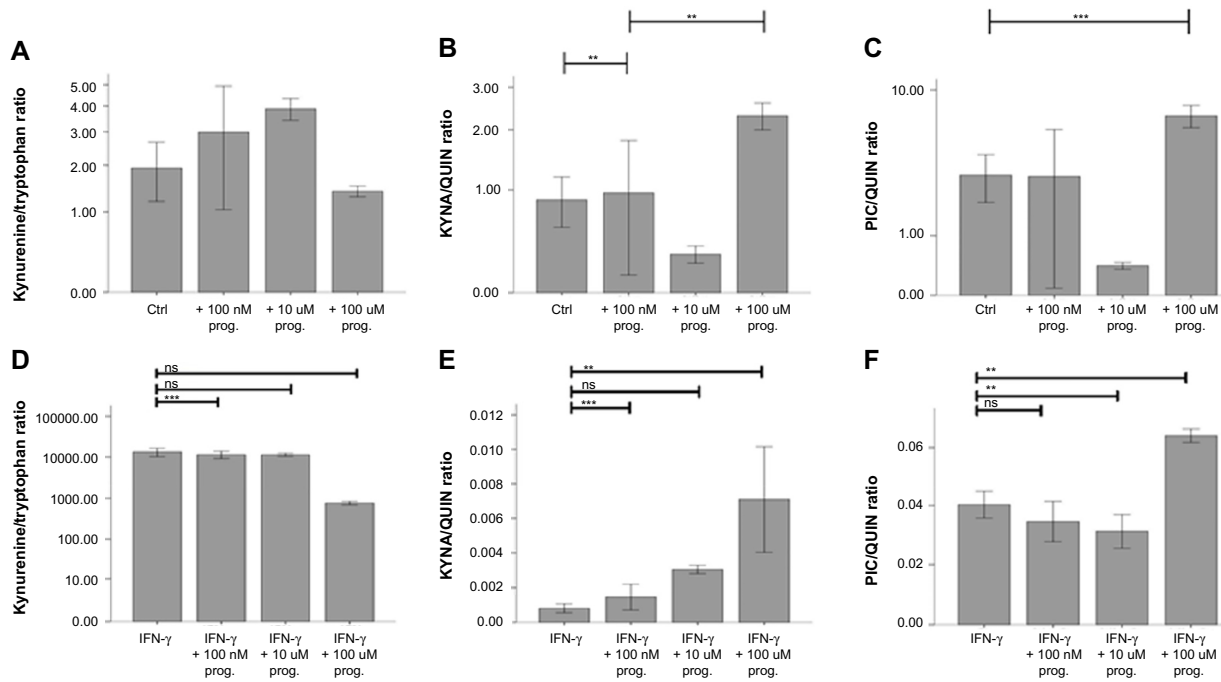 A
Kynurenine/tryptophan ratio
5.00
4.00
3.00
2.00
1.00
0.00
Ctrl
+ 100 nM
prog.
+ 10 uM
prog.
+ 100 uM
prog.
B
**
**
KYNA/QUIN ratio
3.00
2.00
1.00
0.00
Ctrl
+ 100 nM
prog.
+ 10 uM
prog.
+ 100 uM
prog.
C
***
PIC/QUIN ratio
10.00
1.00
0.00
Ctrl
+ 100 nM
prog.
+ 10 uM
prog.
+ 100 uM
prog.
D
ns
ns
***
Kynurenine/tryptophan ratio
100000.00
10000.00
1000.00
100.00
10.00
0.00
IFN-γ
IFN-γ
+ 100 nM
prog.
IFN-γ
+ 10 uM
prog.
IFN-γ
+ 100 uM
prog.
E
**
ns
***
KYNA/QUIN ratio
0.012
0.010
0.008
0.006
0.004
0.002
0.000
IFN-γ
IFN-γ
+ 100 nM
prog.
IFN-γ
+ 10 uM
prog.
IFN-γ
+ 100 uM
prog.
F
**
**
ns
PIC/QUIN ratio
0.06
0.04
0.02
0.00
IFN-γ
IFN-γ
+ 100 nM
prog.
IFN-γ
+ 10 uM
prog.
IFN-γ
+ 100 uM
prog.